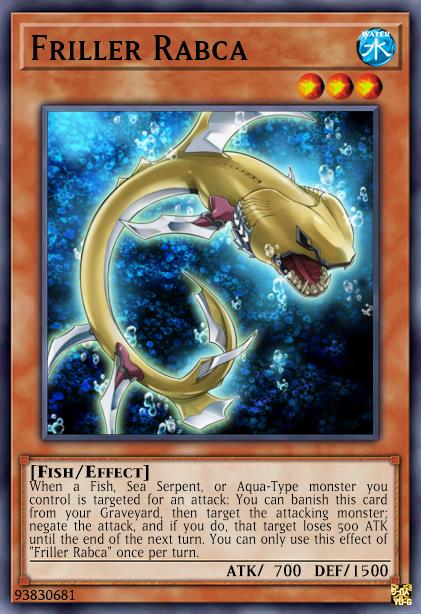 Friller Rabca
WATER
水
[Fish/Effect]
When a Fish, Sea Serpent, or Aqua-Type monster you
control is targeted for an attack: You can banish this card
from your Graveyard, then target the attacking monster;
negate the attack, and if you do, that target loses 500 ATK
until the end of the next turn. You can only use this effect of
"Friller Rabca" once per turn.
ATK/ 700 DEF/1500
93830681